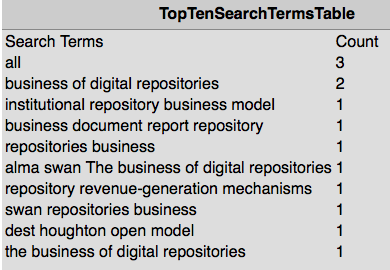 TopTenSearchTermsTable
Search Terms Count
all 3
business of digital repositories 2
institutional repository business model 1
business document report repository 1
repositories business 1
alma swan The business of digital repositories 1
repository revenue-generation mechanisms 1
swan repositories business 1
dest houghton open model 1
the business of digital repositories 1